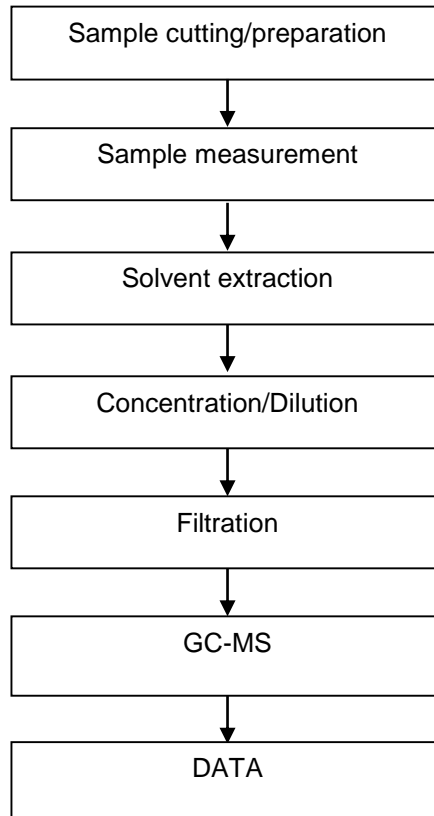 Sample cutting/preparation
Sample measurement
Solvent extraction
Concentration/Dilution
Filtration
GC-MS
DATA